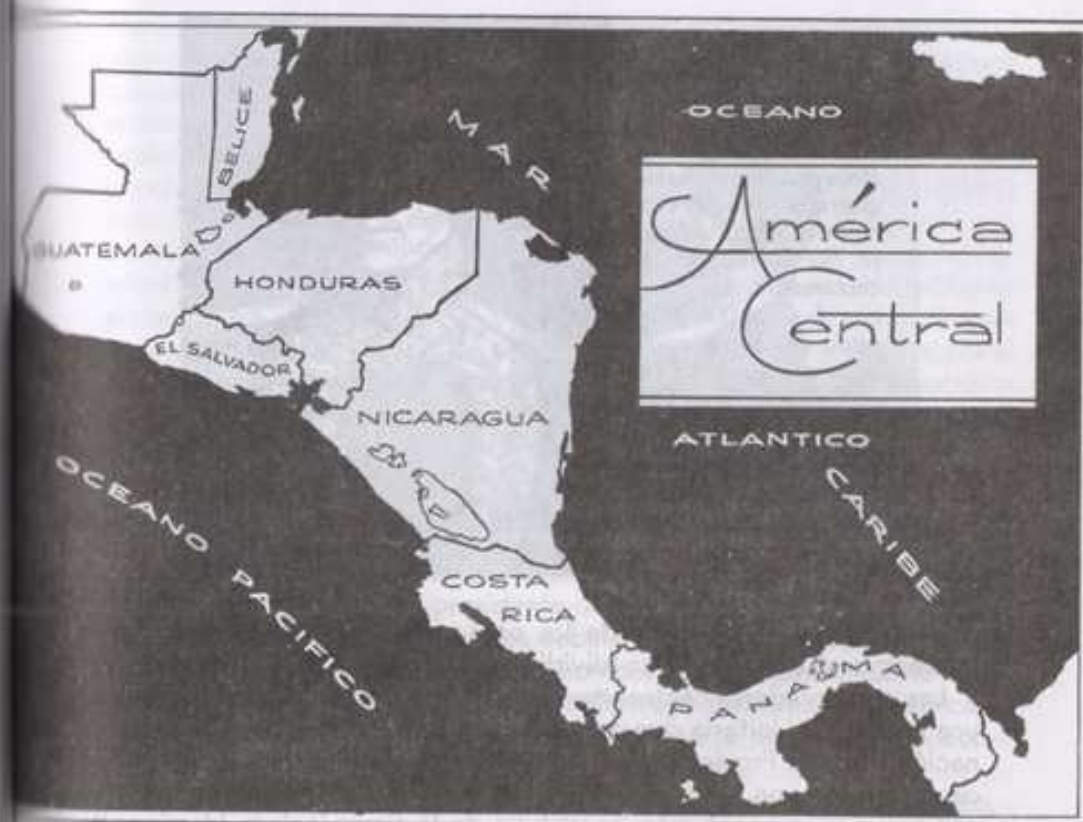 OCEANO
MAR
América
Central
BELICE
GUATEMALA
HONDURAS
EL SALVADOR
NICARAGUA
ATLANTICO
CARIBE
OCEANO PACIFICO
COSTA
RICA
PANAMA